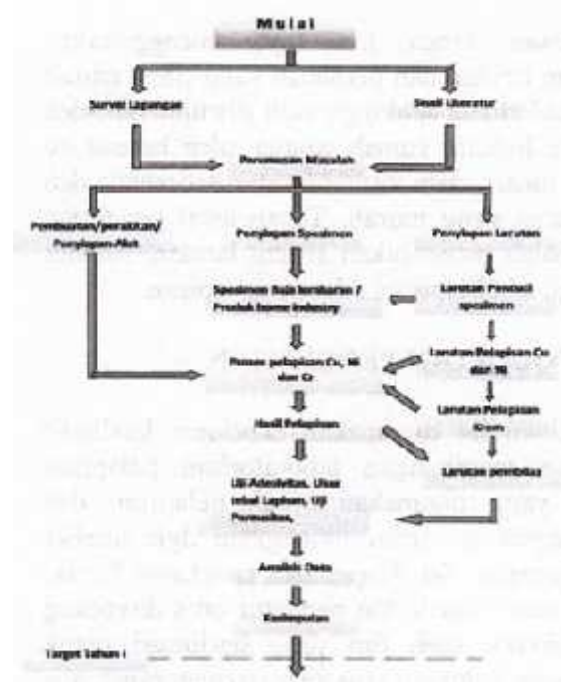 Mulai
Survei Lapangan
Studi Literatur
Perumusan Masalah
Pembuatan/perakitan/
Penyiapan Alat
Penyiapan Spesimen
Penyiapan Larutan
Spesimen Baja karbon /
Produk home industry
Larutan Pencuci
spesimen
Proses pelapisan Cu, Ni
dan Cr
Larutan Pelapisan Cu
dan Ni
Larutan Pelapisan
Hasil Pelapisan
Larutan pembilas
Uji Adesivitas, Ukur
tebal Lapisan, Uji
Analisis Data
Kesimpulan
Target tahun I